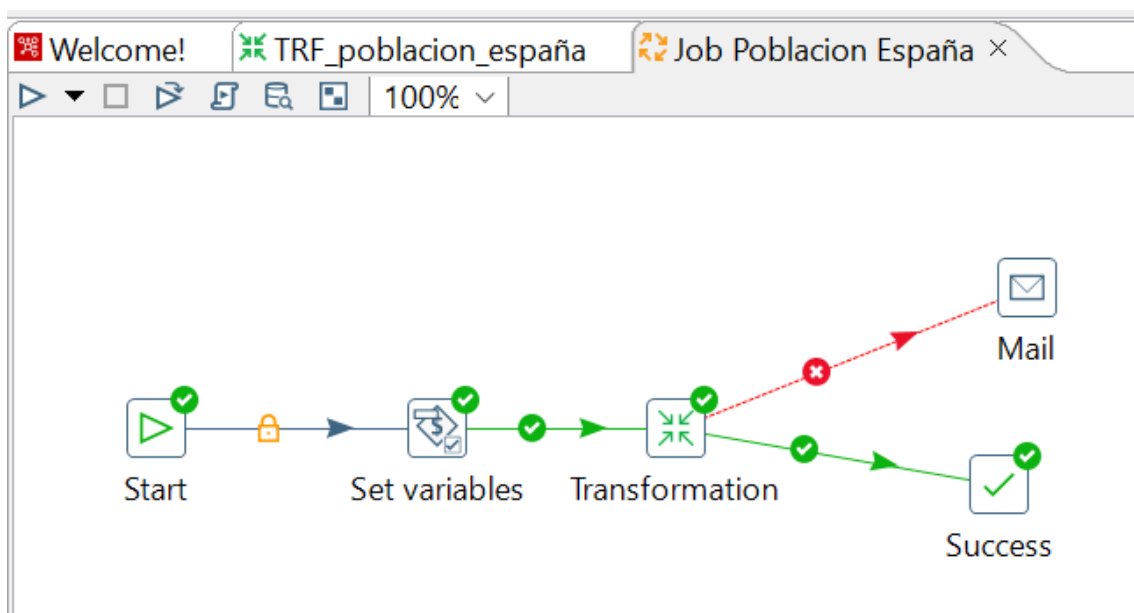 Welcome! TRF_poblacion_españa Job Poblacion España
100%
Mail
Start Set variables Transformation
Success